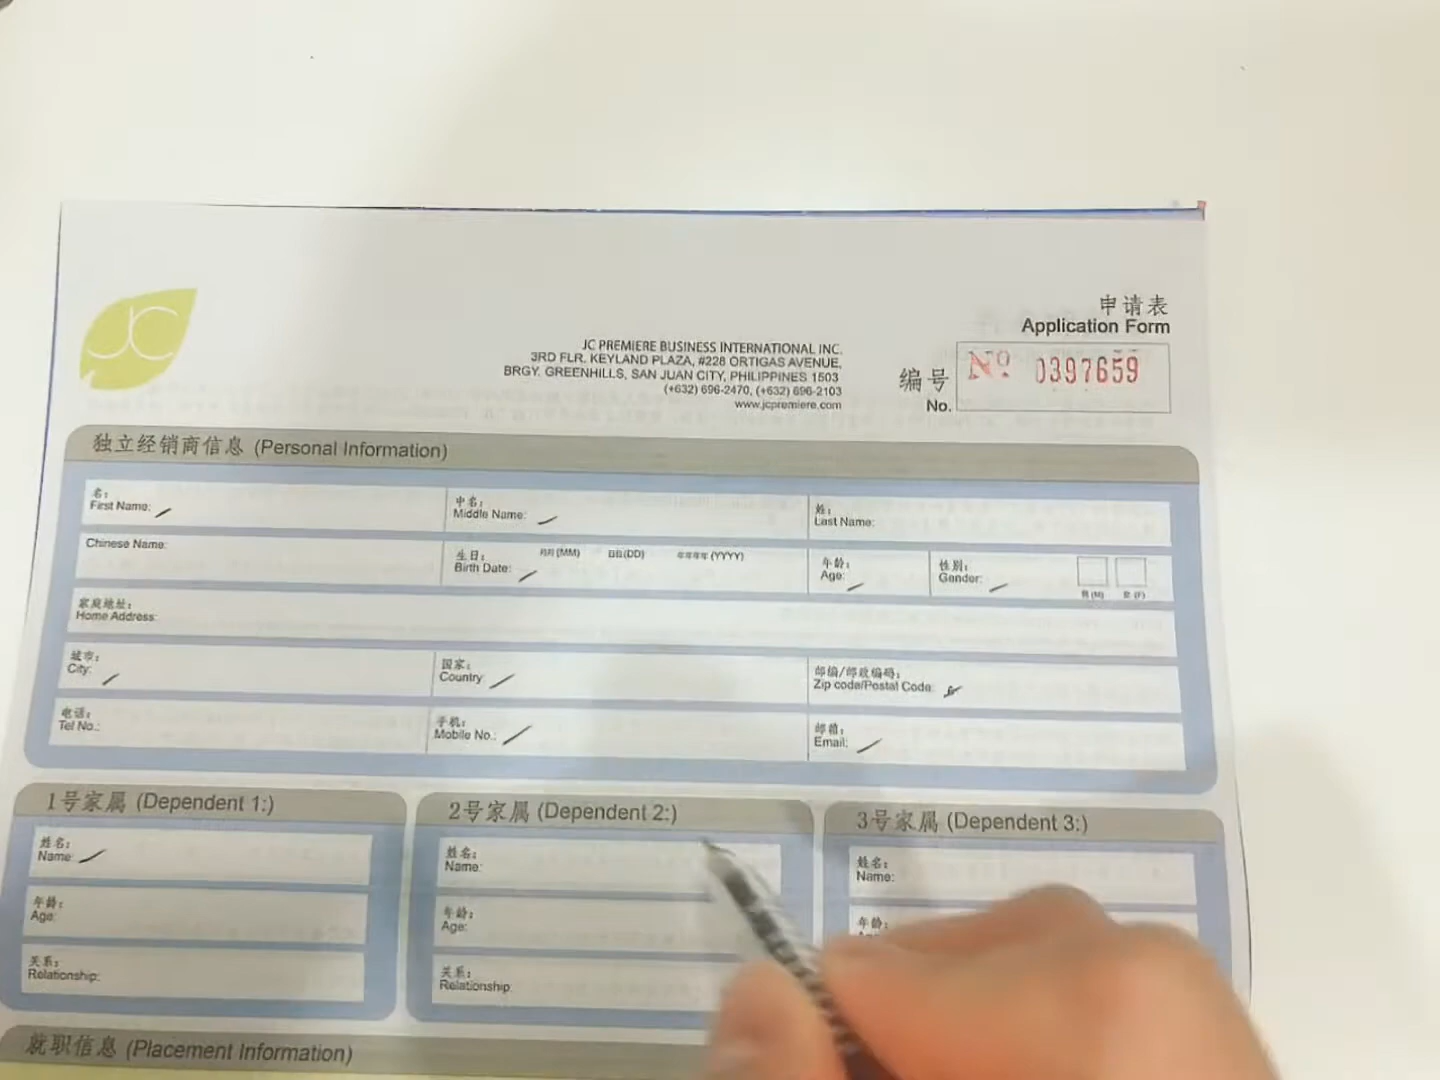 JC
申请表
Application Form
JC PREMIERE BUSINESS INTERNATIONAL INC.
3RD FLR. KEYLAND PLAZA, #228 ORTIGAS AVENUE,
BRGY. GREENHILLS, SAN JUAN CITY, PHILIPPINES 1503
(+632) 696-2470, (+632) 696-2103
www.jcpremiere.com
编号
No.
Nº 0397659
独立经销商信息 (Personal Information)
名:
First Name:
中名:
Middle Name:
姓:
Last Name:
Chinese Name:
生日:
Birth Date:
月月(MM) 日日(DD) 年年年年(YYYY)
年龄:
Age:
性别:
Gender:
男(M) 女(F)
家庭地址:
Home Address:
城市:
City:
国家:
Country:
邮编/邮政编码:
Zip code/Postal Code:
电话:
Tel No.:
手机:
Mobile No.:
邮箱:
Email:
1号家属 (Dependent 1:)
姓名:
Name:
年龄:
Age:
关系:
Relationship:
2号家属 (Dependent 2:)
姓名:
Name:
年龄:
Age:
关系:
Relationship:
3号家属 (Dependent 3:)
姓名:
Name:
年龄:
就职信息 (Placement Information)